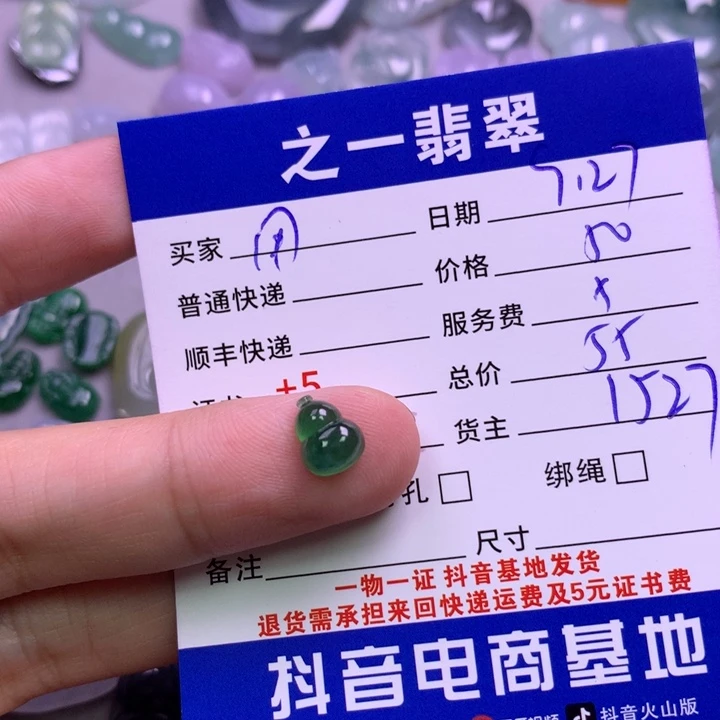 之一翡翠
买家 日期 7.27
普通快递 价格 50
顺丰快递 服务费 5
+5 总价 55
货主 1527
孔 绑绳
备注 尺寸
一物一证 抖音基地发货
退货需承担来回快递运费及5元证书费
抖音电商基地
抖音火山版